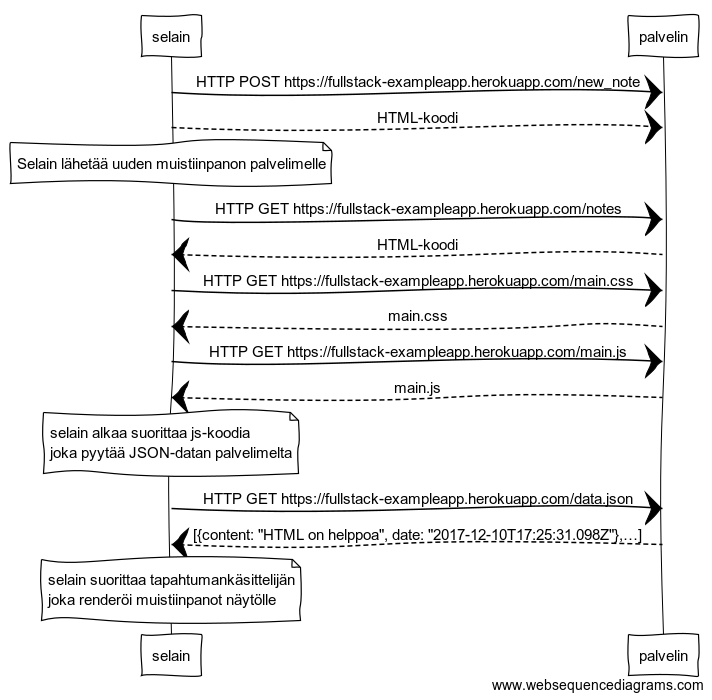 selain palvelin
HTTP POST https://fullstack-exampleapp.herokuapp.com/new_note
HTML-koodi
Selain lähetää uuden muistiinpanon palvelimelle
HTTP GET https://fullstack-exampleapp.herokuapp.com/notes
HTML-koodi
HTTP GET https://fullstack-exampleapp.herokuapp.com/main.css
main.css
HTTP GET https://fullstack-exampleapp.herokuapp.com/main.js
main.js
selain alkaa suorittaa js-koodia
joka pyytää JSON-datan palvelimelta
HTTP GET https://fullstack-exampleapp.herokuapp.com/data.json
[{content: "HTML on helppoa", date: "2017-12-10T17:25:31.098Z"},...]
selain suorittaa tapahtumankäsittelijän
joka renderöi muistiinpanot näytölle
selain palvelin
www.websequencediagrams.com